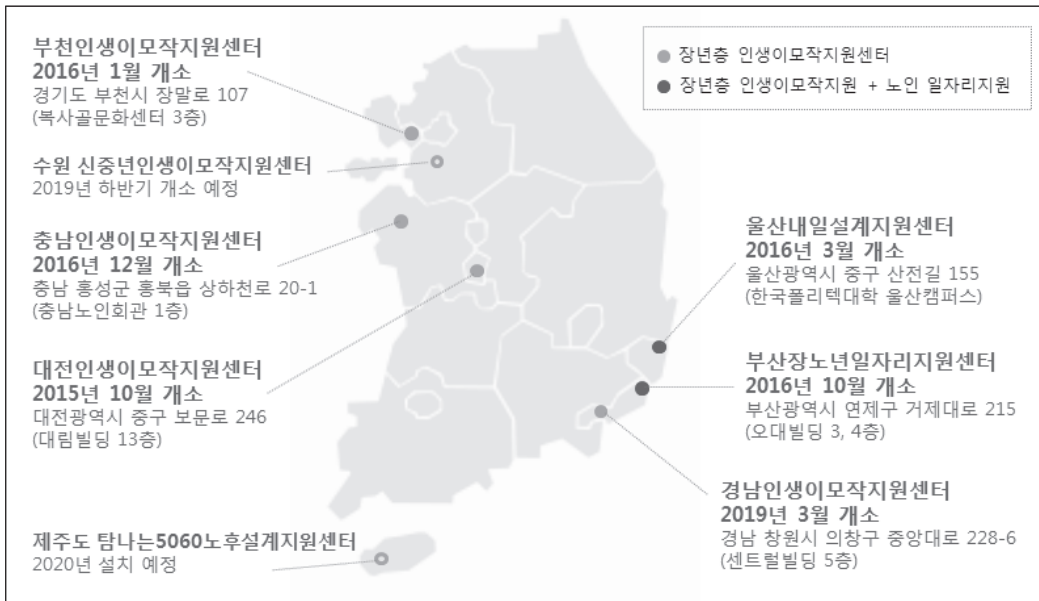 부천인생이모작지원센터
2016년 1월 개소
경기도 부천시 장말로 107
(복사골문화센터 3층)
수원 신중년인생이모작지원센터
2019년 하반기 개소 예정
충남인생이모작지원센터
2016년 12월 개소
충남 홍성군 홍북읍 상하천로 20-1
(충남노인회관 1층)
대전인생이모작지원센터
2015년 10월 개소
대전광역시 중구 보문로 246
(대림빌딩 13층)
제주도 탐나는5060노후설계지원센터
2020년 설치 예정
장년층 인생이모작지원센터
장년층 인생이모작지원 + 노인 일자리지원
울산내일설계지원센터
2016년 3월 개소
울산광역시 중구 산전길 155
(한국폴리텍대학 울산캠퍼스)
부산장노년일자리지원센터
2016년 10월 개소
부산광역시 연제구 거제대로 215
(오대빌딩 3, 4층)
경남인생이모작지원센터
2019년 3월 개소
경남 창원시 의창구 중앙대로 228-6
(센트럴빌딩 5층)